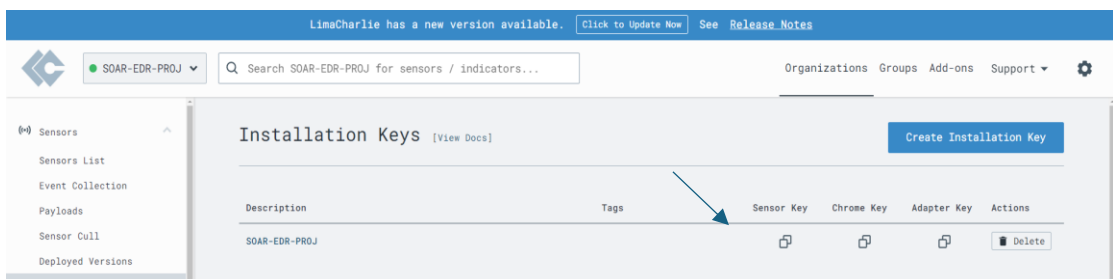 LimaCharlie has a new version available. Click to Update Now See Release Notes
SOAR-EDR-PROJ Search SOAR-EDR-PROJ for sensors / indicators... Organizations Groups Add-ons Support
Sensors
Sensors List
Event Collection
Payloads
Sensor Cull
Deployed Versions
Installation Keys [View Docs] Create Installation Key
Description Tags Sensor Key Chrome Key Adapter Key Actions
SOAR-EDR-PROJ Delete